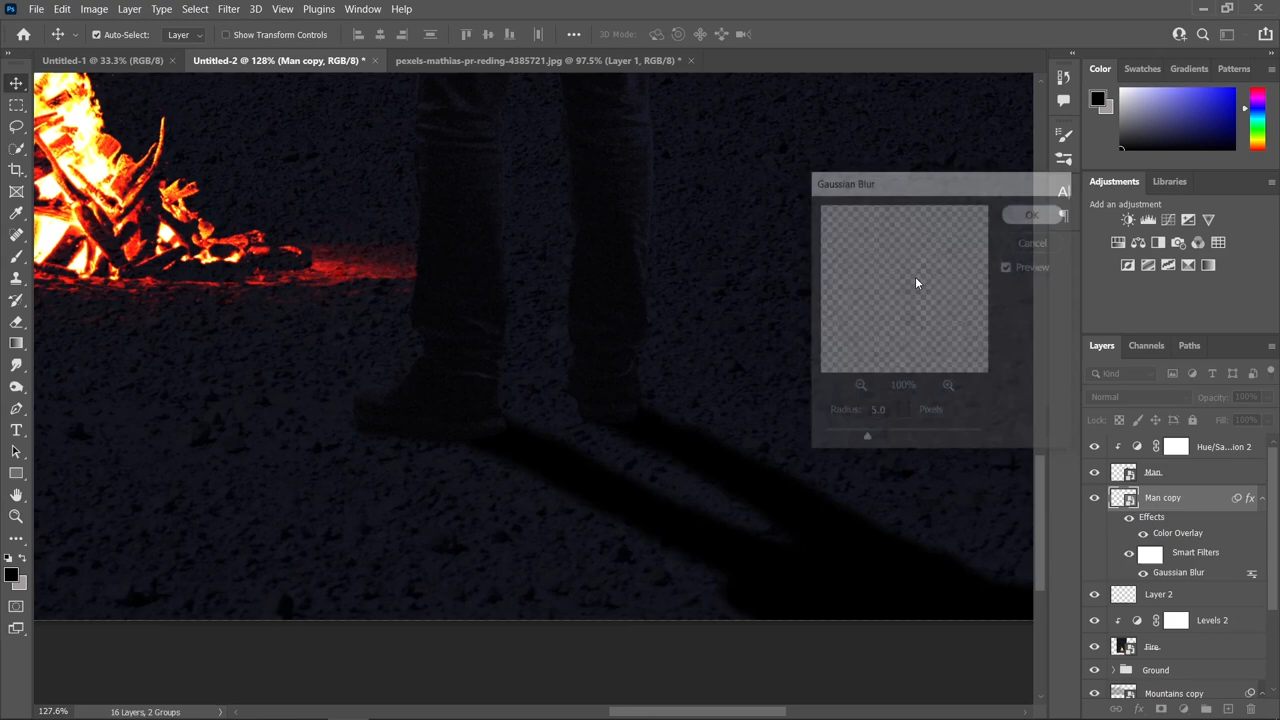 Ps File Edit Image Layer Type Select Filter 3D View Plugins Window Help
Auto-Select: Layer Show Transform Controls 3D Mode:
Untitled-1 @ 33.3% (RGB/8) Untitled-2 @ 128% (Man copy, RGB/8) * pexels-mathias-pr-reding-4385721.jpg @ 97.5% (Layer 1, RGB/8) *
Color Swatches Gradients Patterns
Adjustments Libraries
Add an adjustment
Gaussian Blur
OK
Cancel
Preview
100%
Radius: 5.0 Pixels
Layers Channels Paths
Kind
Normal Opacity: 100%
Lock: Fill: 100%
Hue/Sa...ion 2
Man
Man copy fx
Effects
Color Overlay
Smart Filters
Gaussian Blur
Layer 2
Levels 2
Fire
Ground
Mountains copy
127.6% 16 Layers, 2 Groups
fx